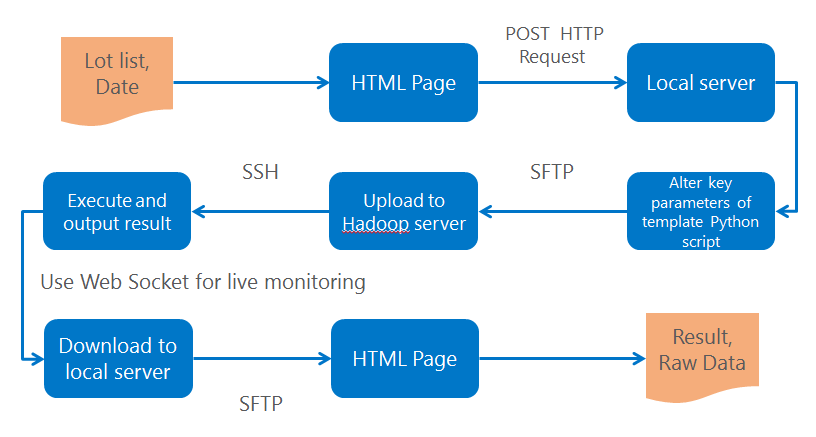 Lot list,
Date
HTML Page
POST HTTP
Request
Local server
Execute and
output result
SSH
Upload to
Hadoop server
SFTP
Alter key
parameters of
template Python
script
Use Web Socket for live monitoring
Download to
local server
SFTP
HTML Page
Result,
Raw Data